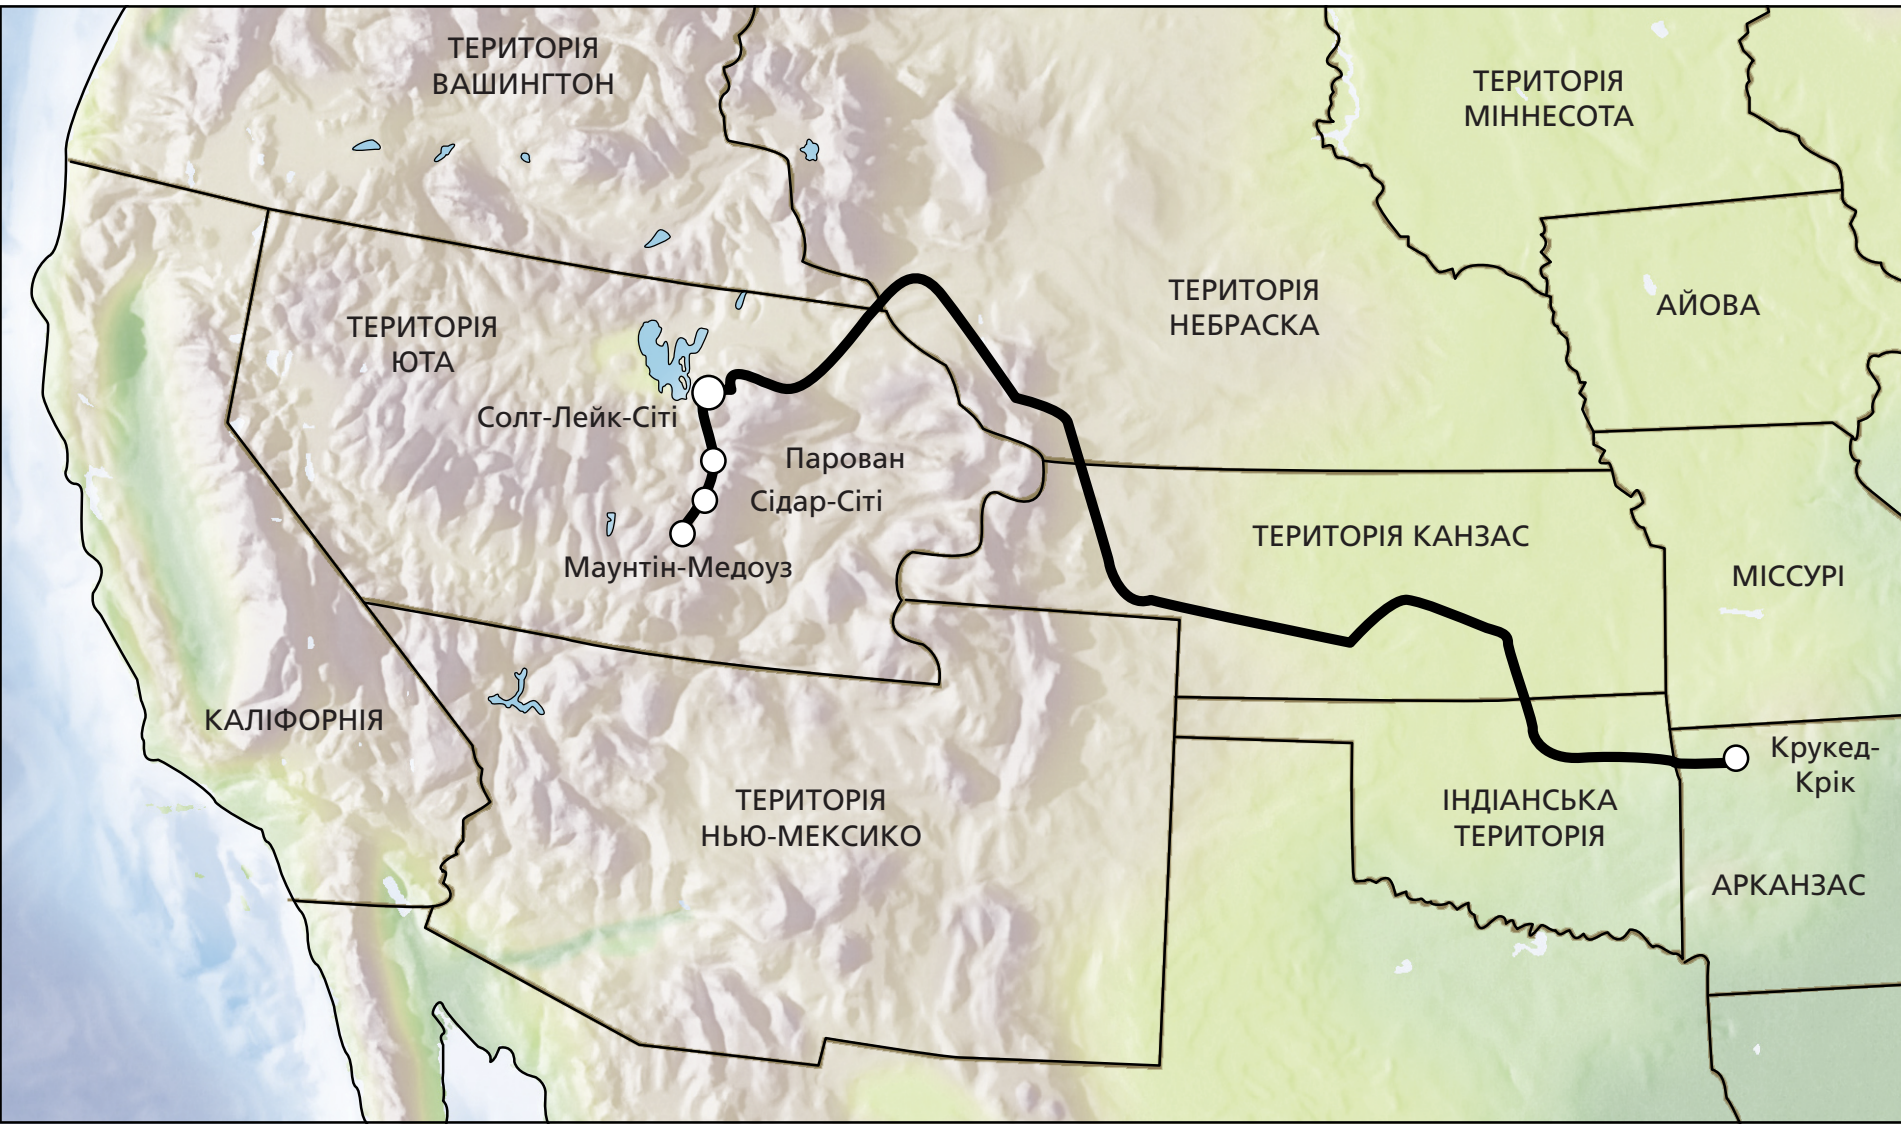 ТЕРИТОРІЯ
ВАШИНГТОН
ТЕРИТОРІЯ
МІННЕСОТА
ТЕРИТОРІЯ
НЕБРАСКА
АЙОВА
ТЕРИТОРІЯ
ЮТА
Солт-Лейк-Сіті
Парован
Сідар-Сіті
Маунтін-Медоуз
ТЕРИТОРІЯ КАНЗАС
МІССУРІ
КАЛІФОРНІЯ
Крукед-
Крік
ТЕРИТОРІЯ
НЬЮ-МЕКСИКО
ІНДІАНСЬКА
ТЕРИТОРІЯ
АРКАНЗАС